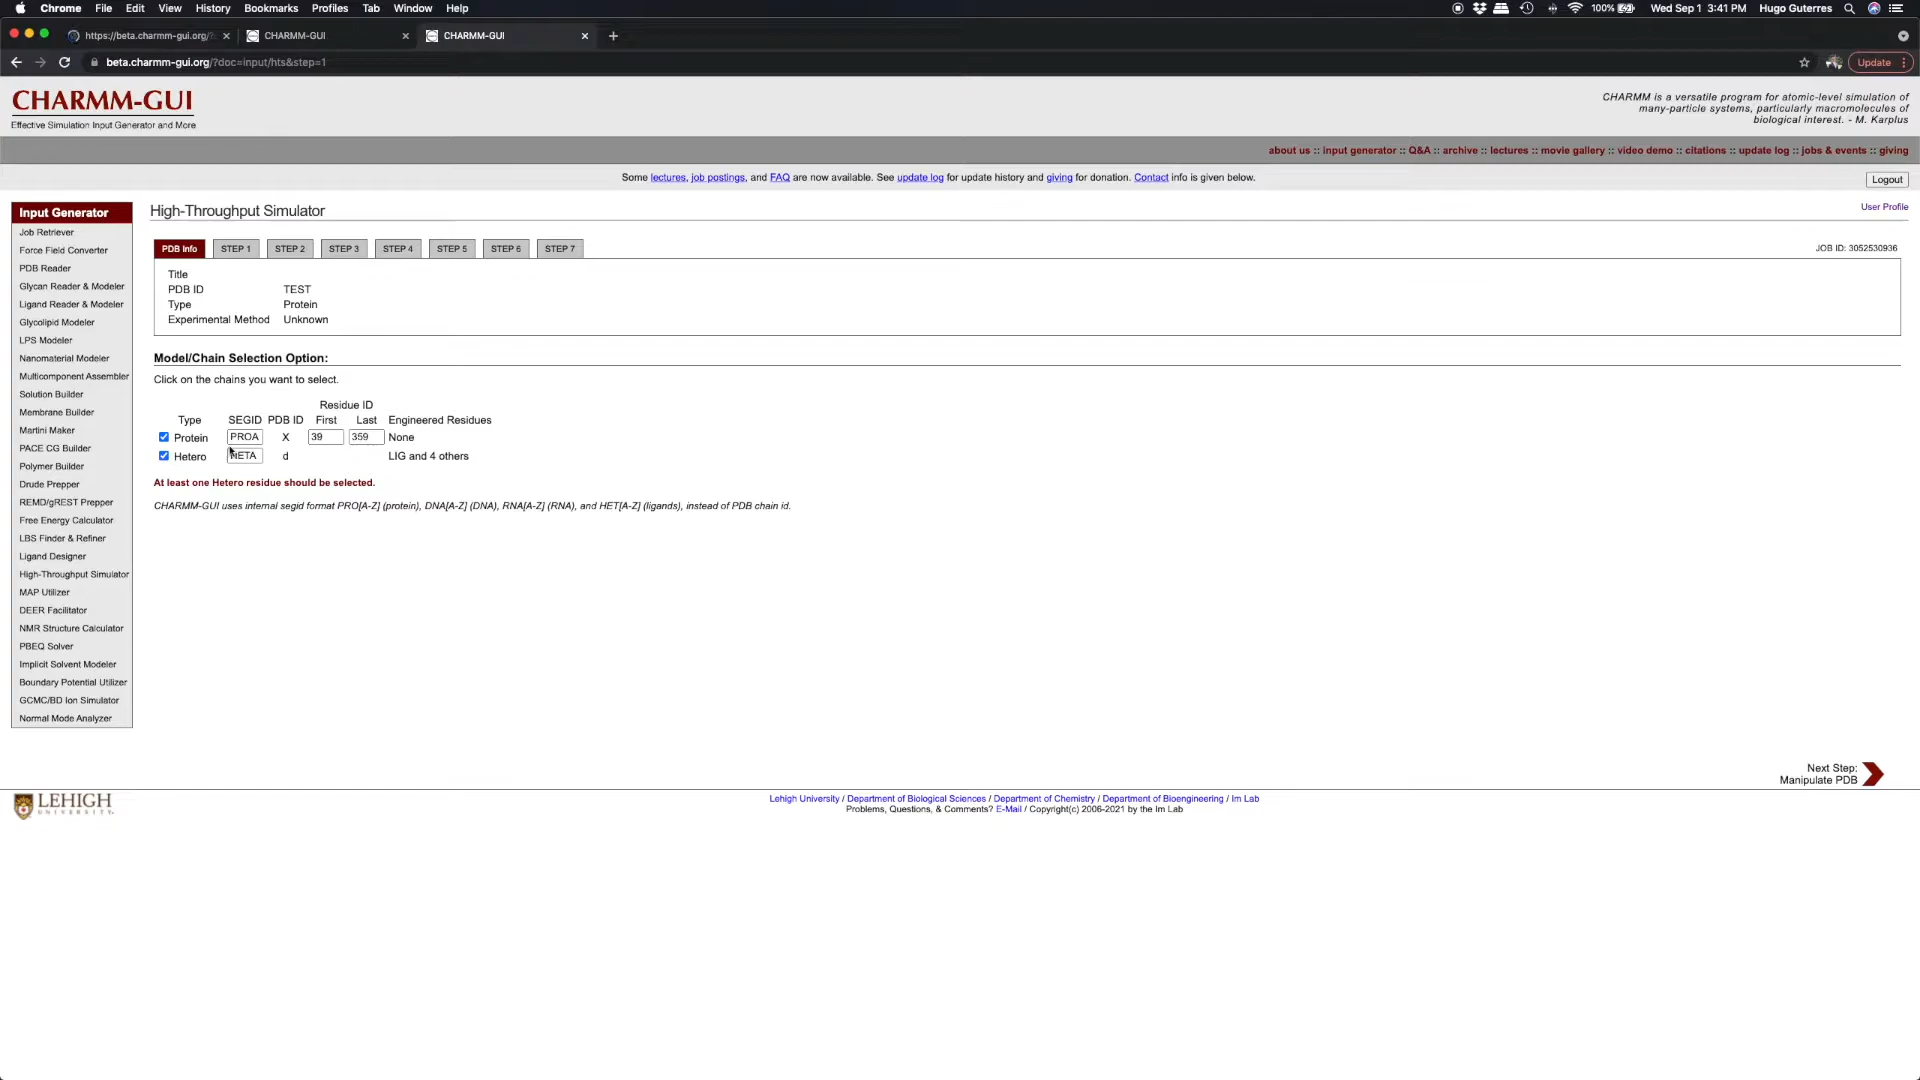 Chrome File Edit View History Bookmarks Profiles Tab Window Help
100% Wed Sep 1 3:41 PM Hugo Guterres
https://beta.charmm-gui.org/? CHARMM-GUI CHARMM-GUI
beta.charmm-gui.org/?doc=input/hts&step=1
Update
CHARMM-GUI
Effective Simulation Input Generator and More
CHARMM is a versatile program for atomic-level simulation of
many-particle systems, particularly macromolecules of
biological interest. - M. Karplus
about us :: input generator :: Q&A :: archive :: lectures :: movie gallery :: video demo :: citations :: update log :: jobs & events :: giving
Some lectures, job postings, and FAQ are now available. See update log for update history and giving for donation. Contact info is given below.
Logout
Input Generator
Job Retriever
Force Field Converter
PDB Reader
Glycan Reader & Modeler
Ligand Reader & Modeler
Glycolipid Modeler
LPS Modeler
Nanomaterial Modeler
Multicomponent Assembler
Solution Builder
Membrane Builder
Martini Maker
PACE CG Builder
Polymer Builder
Drude Prepper
REMD/gREST Prepper
Free Energy Calculator
LBS Finder & Refiner
Ligand Designer
High-Throughput Simulator
MAP Utilizer
DEER Facilitator
NMR Structure Calculator
PBEQ Solver
Implicit Solvent Modeler
Boundary Potential Utilizer
GCMC/BD Ion Simulator
Normal Mode Analyzer
High-Throughput Simulator
User Profile
PDB Info STEP 1 STEP 2 STEP 3 STEP 4 STEP 5 STEP 6 STEP 7
JOB ID: 3052530936
Title
PDB ID TEST
Type Protein
Experimental Method Unknown
Model/Chain Selection Option:
Click on the chains you want to select.
Residue ID
Type SEGID PDB ID First Last Engineered Residues
Protein PROA X 39 359 None
Hetero HETA d LIG and 4 others
At least one Hetero residue should be selected.
CHARMM-GUI uses internal segid format PRO[A-Z] (protein), DNA[A-Z] (DNA), RNA[A-Z] (RNA), and HET[A-Z] (ligands), instead of PDB chain id.
Next Step:
Manipulate PDB
LEHIGH
UNIVERSITY
Lehigh University / Department of Biological Sciences / Department of Chemistry / Department of Bioengineering / Im Lab
Problems, Questions, & Comments? E-Mail / Copyright(c) 2006-2021 by the Im Lab